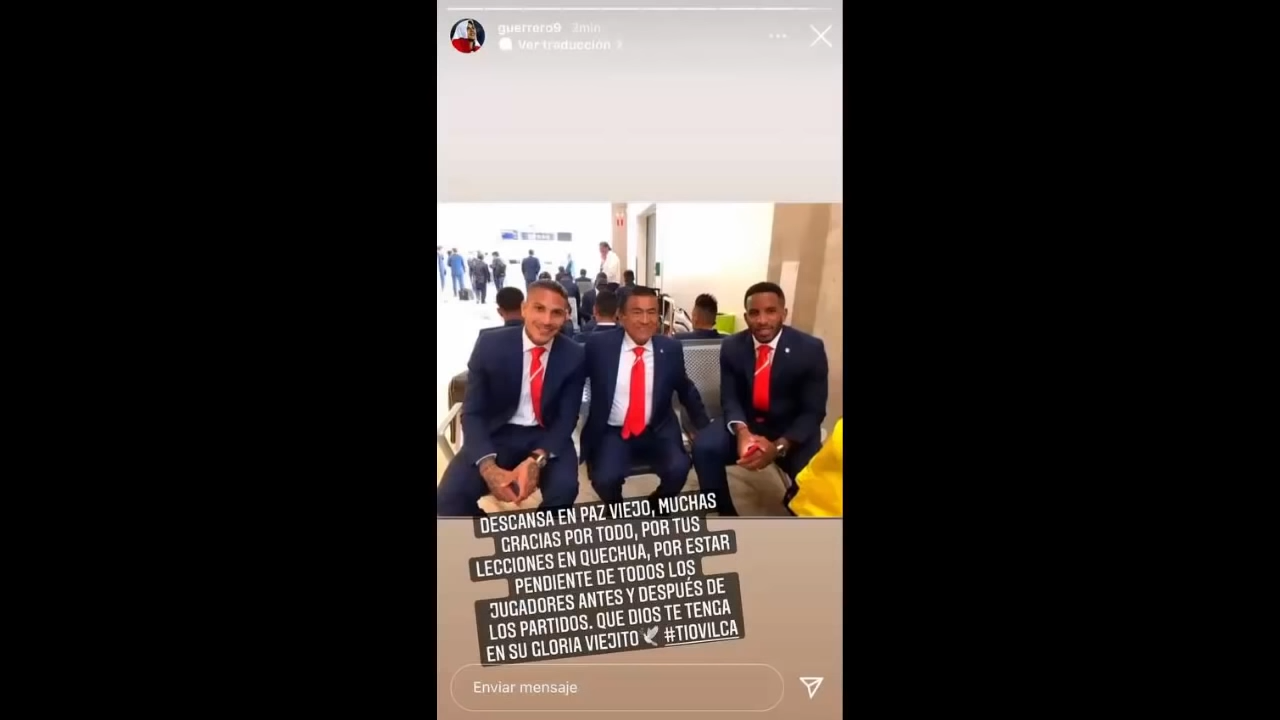 guerrero9 2min
Ver traducción >
DESCANSA EN PAZ VIEJO, MUCHAS
GRACIAS POR TODO, POR TUS
LECCIONES EN QUECHUA, POR ESTAR
PENDIENTE DE TODOS LOS
JUGADORES ANTES Y DESPUÉS DE
LOS PARTIDOS. QUE DIOS TE TENGA
EN SU GLORIA VIEJITO🕊 #TIOVILCA
Enviar mensaje